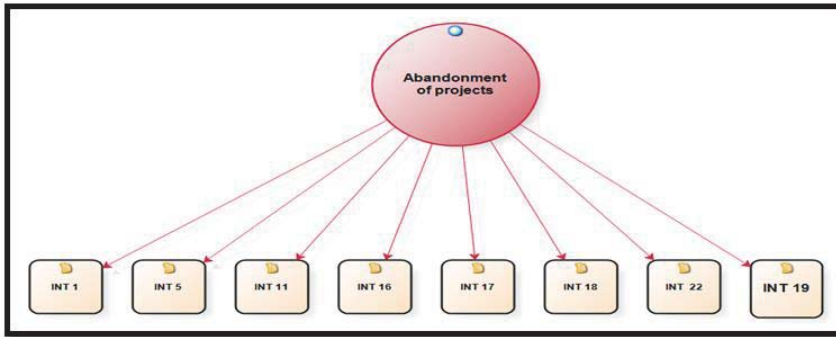 Abandonment
of projects
INT 1
INT 5
INT 11
INT 16
INT 17
INT 18
INT 22
INT 19